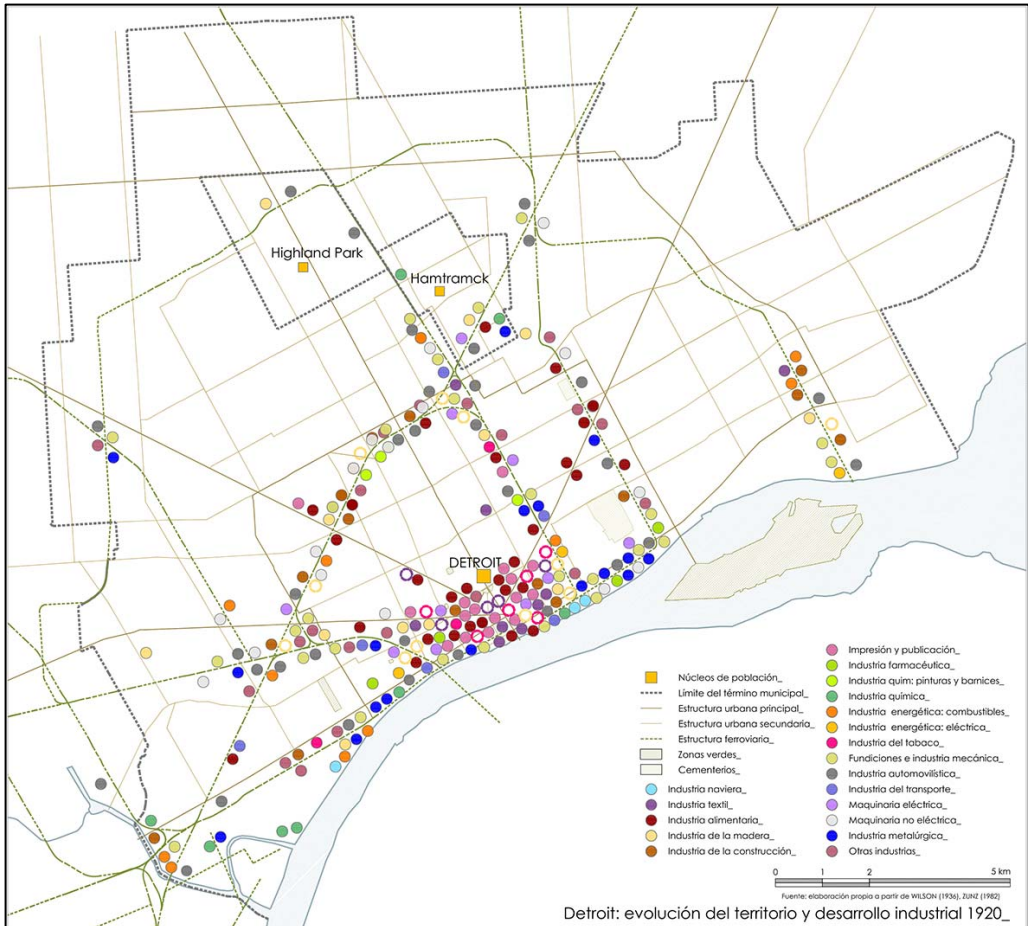 Highland Park
Hamtramck
DETROIT
Núcleos de población_
Límite del término municipal_
Estructura urbana principal_
Estructura urbana secundaria_
Estructura ferroviaria_
Zonas verdes_
Cementerios_
Industria naviera_
Industria textil_
Industria alimentaria_
Industria de la madera_
Industria de la construcción_
Impresión y publicación_
Industria farmacéutica_
Industria quim: pinturas y barnices_
Industria química_
Industria energética: combustibles_
Industria energética: eléctrica_
Industria del tabaco_
Fundiciones e industria mecánica_
Industria automovilística_
Industria del transporte_
Maquinaria eléctrica_
Maquinaria no eléctrica_
Industria metalúrgica_
Otras industrias_
0 1 2 5 km
Fuente: elaboración propia a partir de WILSON (1936), ZUNZ (1982)
Detroit: evolución del territorio y desarrollo industrial 1920_